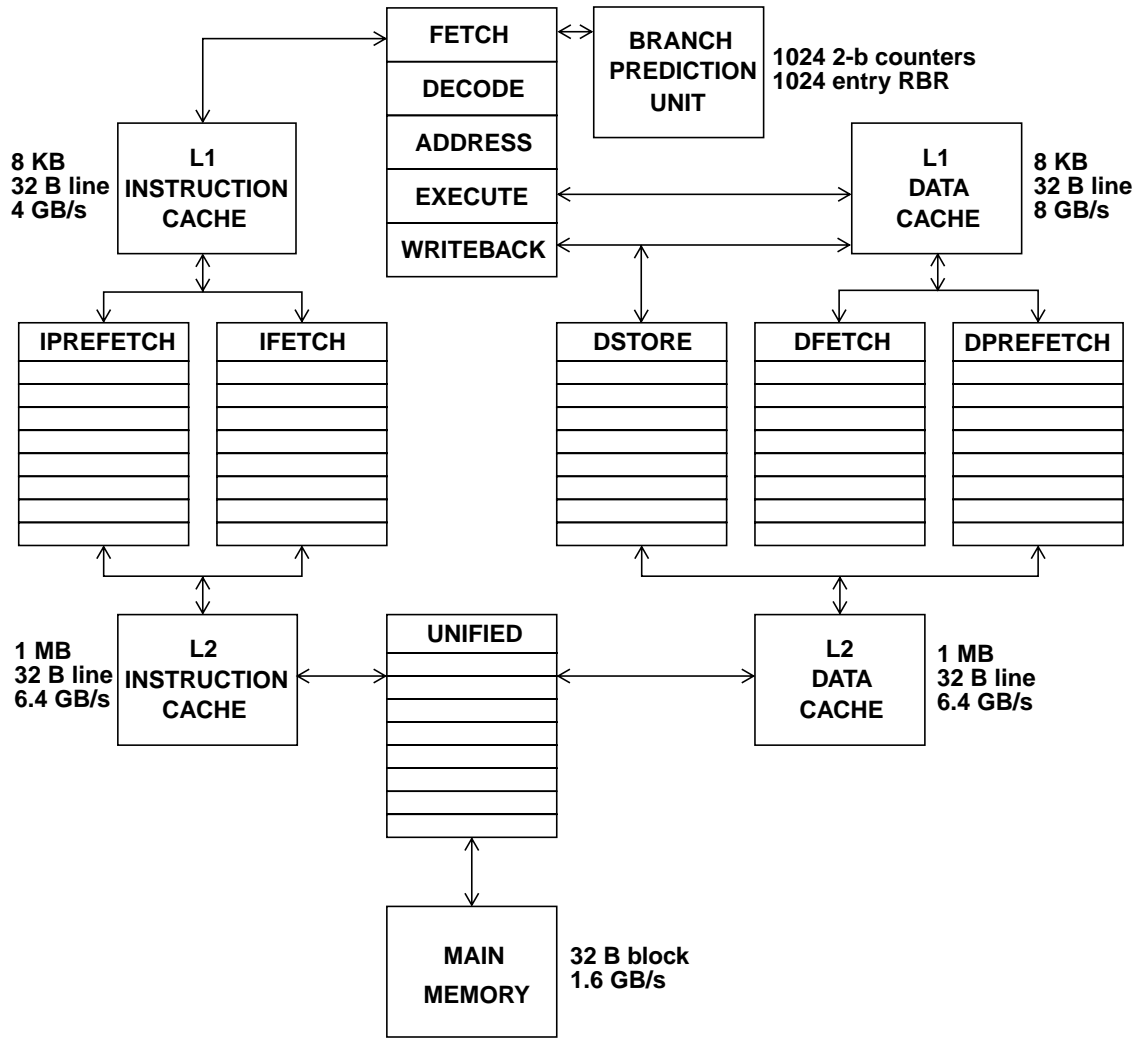 FETCH
DECODE
ADDRESS
EXECUTE
WRITEBACK
BRANCH
PREDICTION
UNIT
1024 2-b counters
1024 entry RBR
8 KB
32 B line
4 GB/s
L1
INSTRUCTION
CACHE
L1
DATA
CACHE
8 KB
32 B line
8 GB/s
IPREFETCH
IFETCH
DSTORE
DFETCH
DPREFETCH
1 MB
32 B line
6.4 GB/s
L2
INSTRUCTION
CACHE
UNIFIED
L2
DATA
CACHE
1 MB
32 B line
6.4 GB/s
MAIN
MEMORY
32 B block
1.6 GB/s